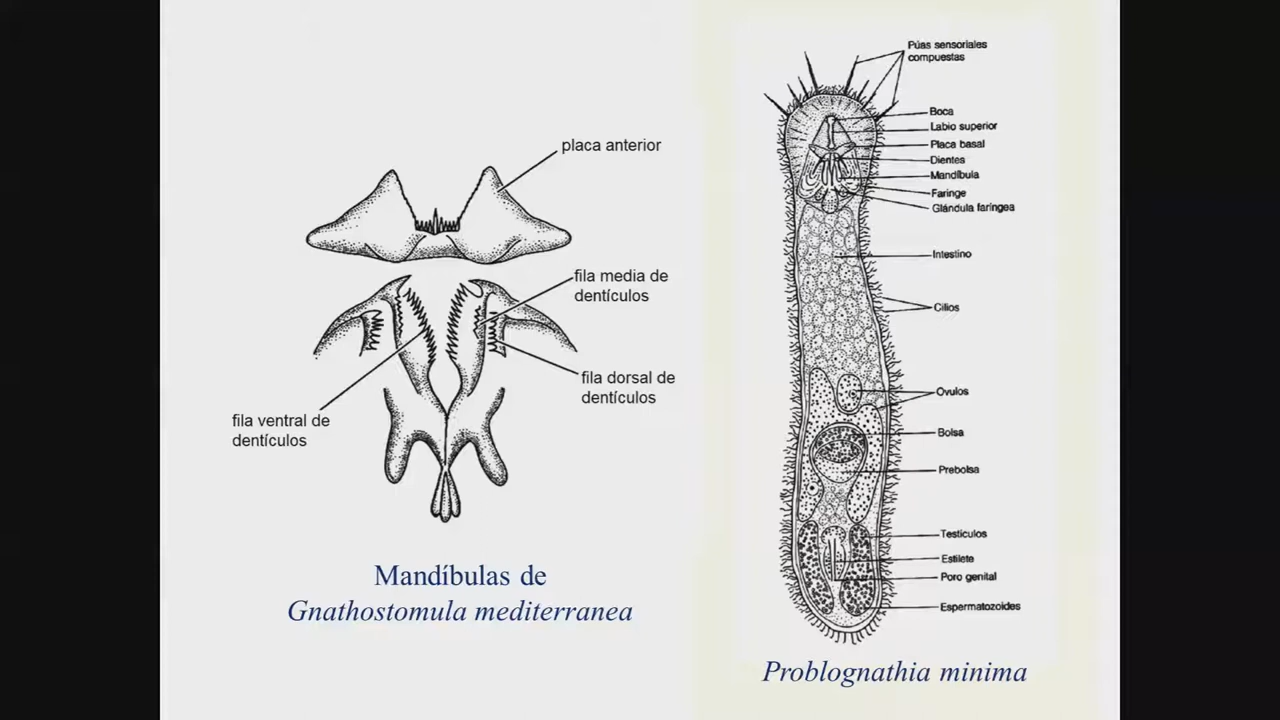 placa anterior
fila media de
dentículos
fila dorsal de
dentículos
fila ventral de
dentículos
Mandíbulas de
Gnathostomula mediterranea
Púas sensoriales
compuestas
Boca
Labio superior
Placa basal
Dientes
Mandíbula
Faringe
Glándula faríngea
Intestino
Cilios
Ovulos
Bolsa
Prebolsa
Testículos
Estilete
Poro genital
Espermatozoides
Problognathia minima